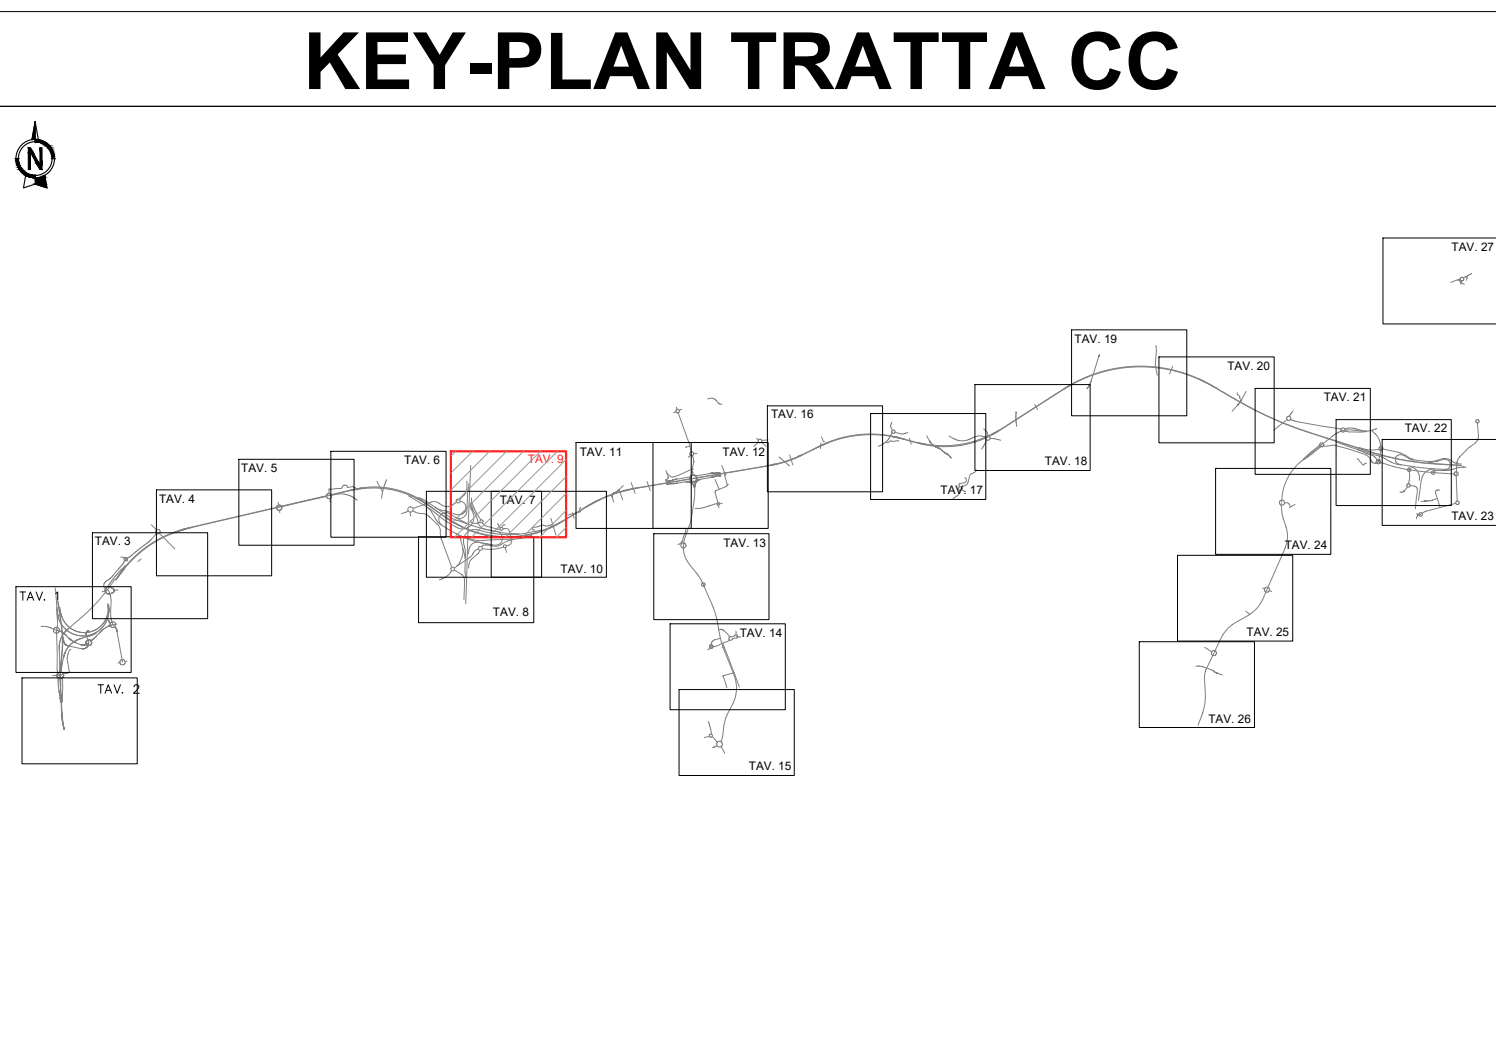 KEY-PLAN TRATTA CC
N
TAV. 27
TAV. 19
TAV. 20
TAV. 21
TAV. 16
TAV. 22
TAV. 5
TAV. 6
TAV. 9
TAV. 11
TAV. 12
TAV. 18
TAV. 17
TAV. 4
TAV. 7
TAV. 23
TAV. 3
TAV. 10
TAV. 13
TAV. 24
TAV. 1
TAV. 8
TAV. 14
TAV. 25
TAV. 2
TAV. 26
TAV. 15